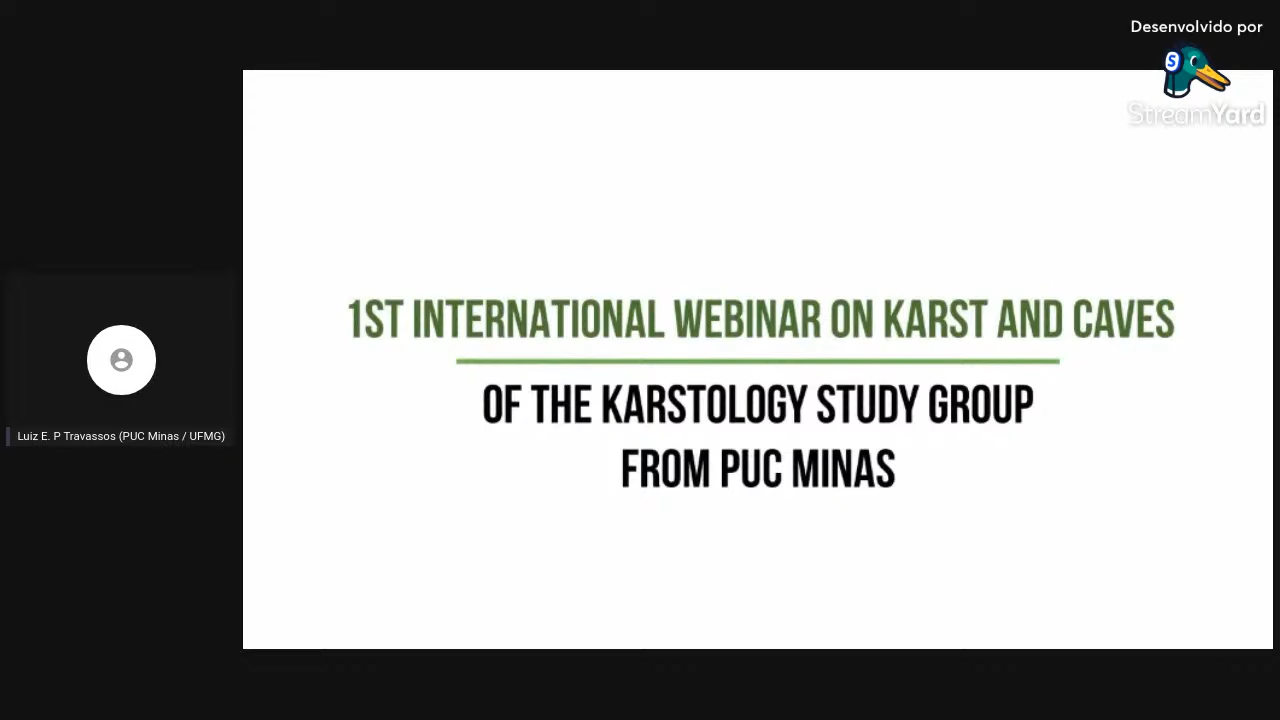 Desenvolvido por
S
StreamYard
1ST INTERNATIONAL WEBINAR ON KARST AND CAVES
OF THE KARSTOLOGY STUDY GROUP
FROM PUC MINAS
Luiz E. P Travassos (PUC Minas / UFMG)